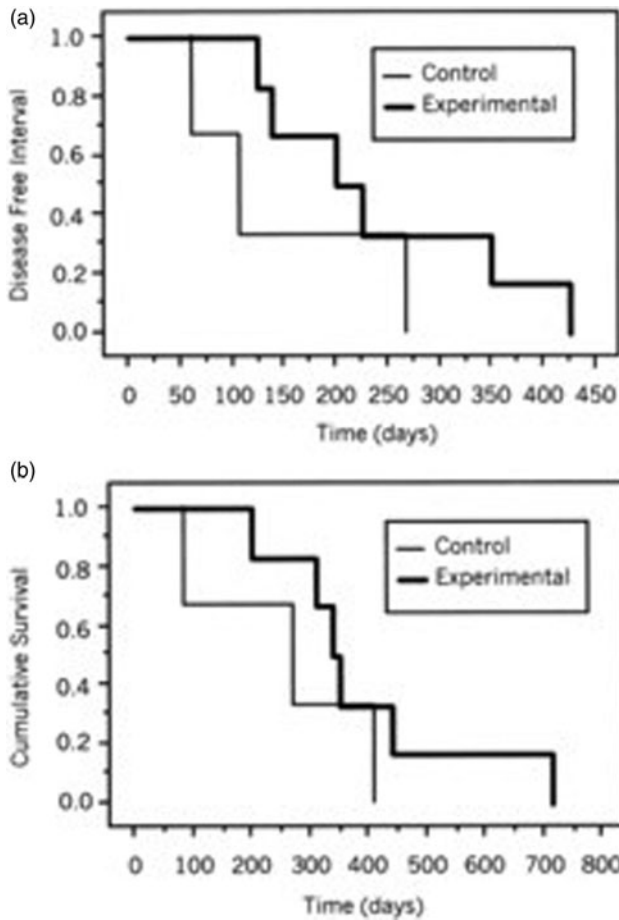 (a)
1.0
0.8
0.6
0.4
0.2
0.0
Disease Free Interval
Control
Experimental
0 50 100 150 200 250 300 350 400 450
Time (days)
(b)
1.0
0.8
0.6
0.4
0.2
0.0
Cumulative Survival
Control
Experimental
0 100 200 300 400 500 600 700 800
Time (days)